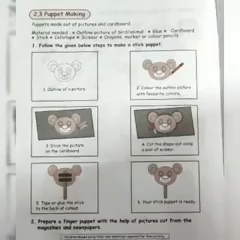 2.3 Puppet Making
Puppets made out of pictures and cardboard.
Material needed : ★ Outline picture of bird/animal ★ Glue ★ Cardboard
★ Stick ★ Cellotape ★ Scissor ★ Crayons, marker or colour pencils
1. Follow the given below steps to make a stick puppet.
1. Outline of a picture
2. Colour the outline picture
with favourite colours.
3. Stick the picture
on the cardboard
4. Cut the shape out using
a pair of scissor.
5. Tape or glue the stick
to the back of cutout
6. Your stick puppet is ready.
2. Prepare a finger puppet with the help of pictures cut from
the magazines and newspapers.